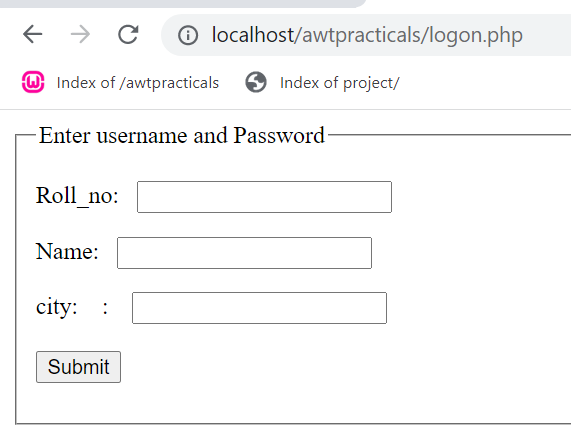 localhost/awtpracticals/logon.php
Index of /awtpracticals Index of project/
Enter username and Password
Roll_no:
Name:
city: :
Submit